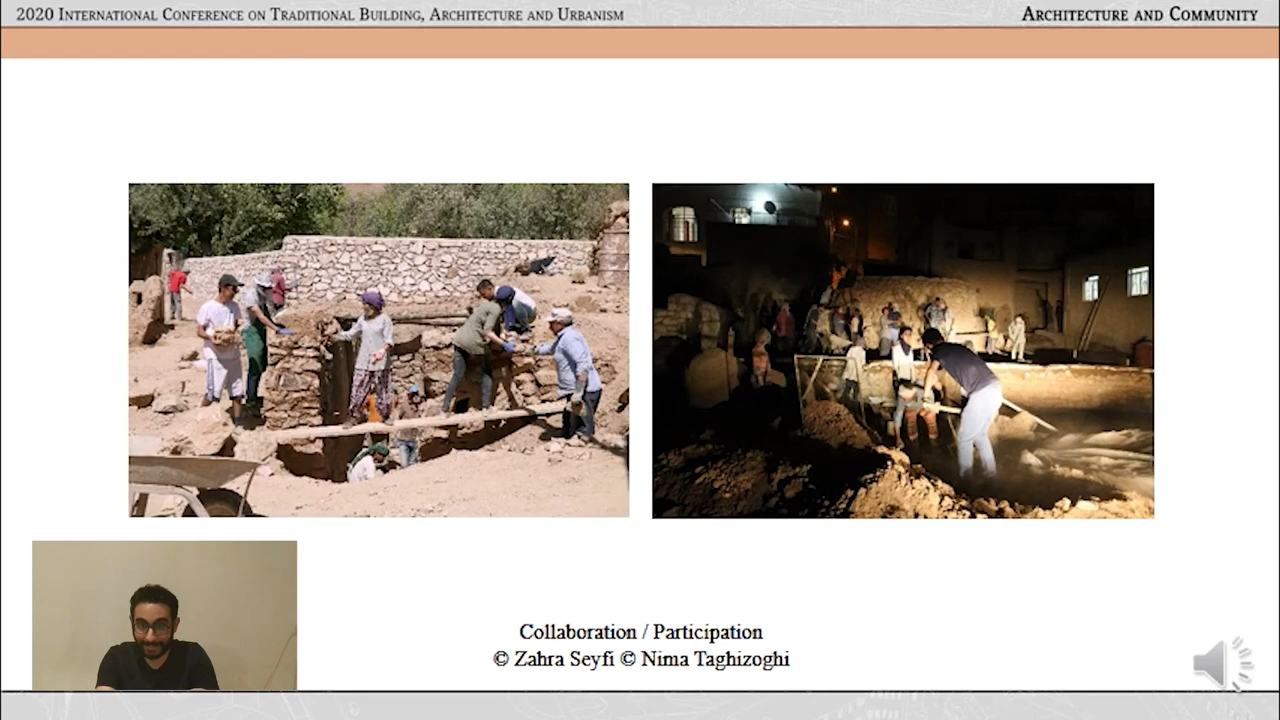 2020 International Conference on Traditional Building, Architecture and Urbanism
Architecture and Community
Collaboration / Participation
© Zahra Seyfi © Nima Taghizoghi